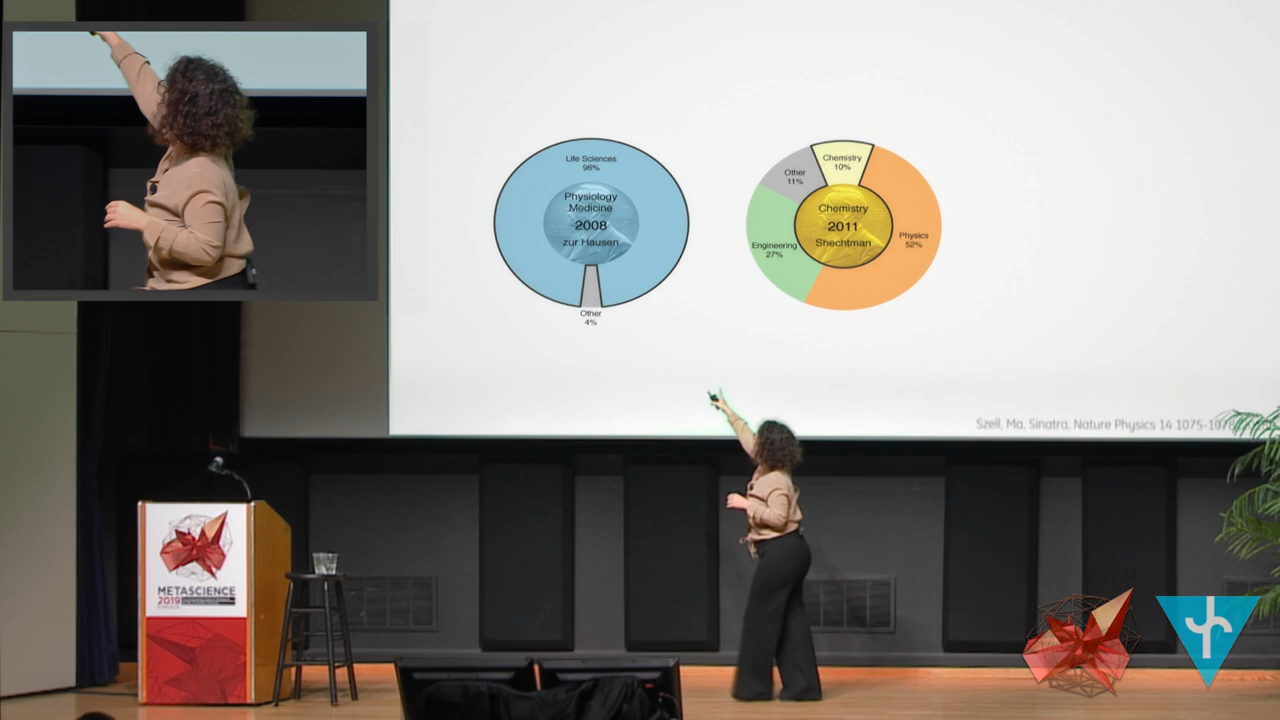 Life Sciences
96%
Physiology
Medicine
2008
zur Hausen
Other
4%
Chemistry
10%
Other
11%
Chemistry
2011
Shechtman
Physics
52%
Engineering
27%
Szell, Ma, Sinatra, Nature Physics 14 1075-107
METASCIENCE
2019